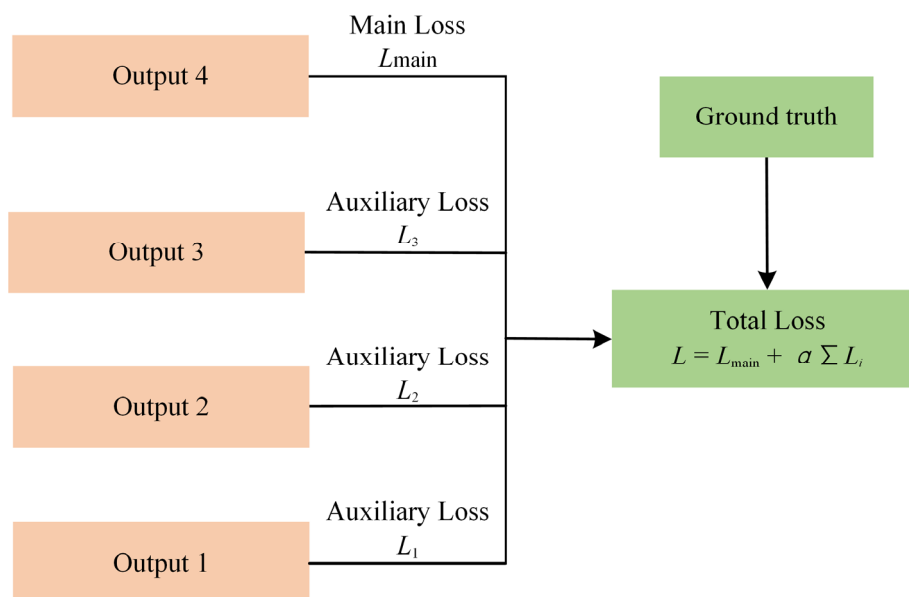 Main Loss
Lmain
Output 4
Ground truth
Auxiliary Loss
L₃
Output 3
Total Loss
L = Lmain + α ∑ Lᵢ
Auxiliary Loss
L₂
Output 2
Auxiliary Loss
L₁
Output 1